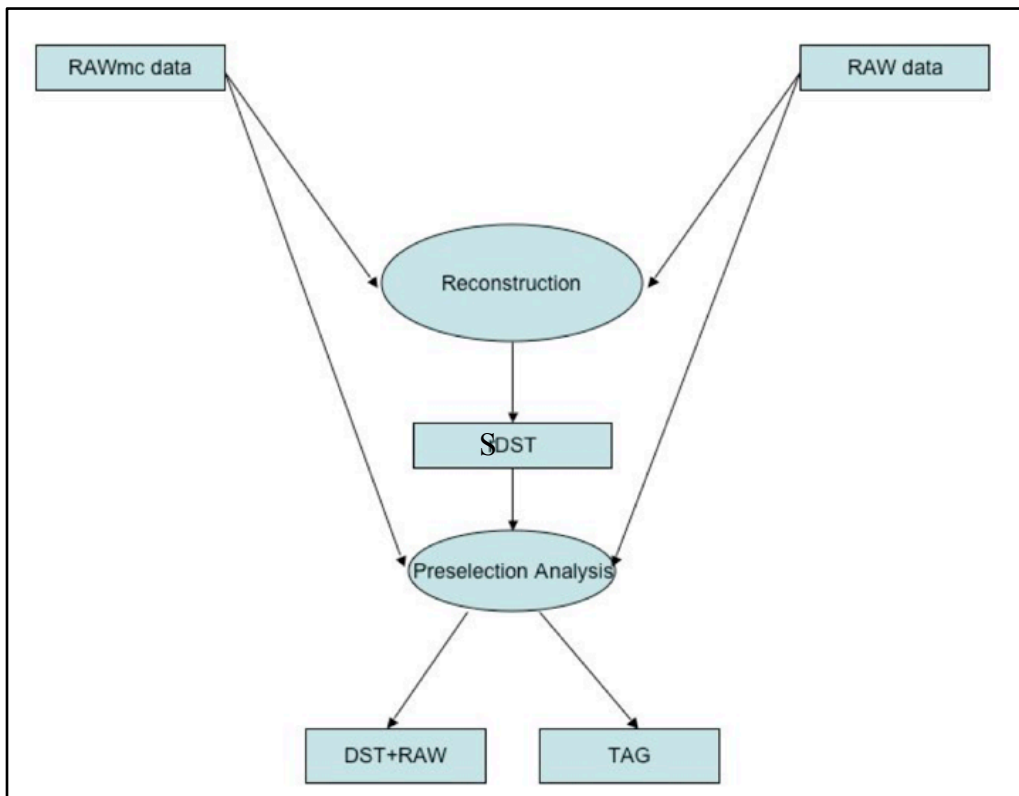 RAWmc data
RAW data
Reconstruction
SDST
Preselection Analysis
DST+RAW
TAG